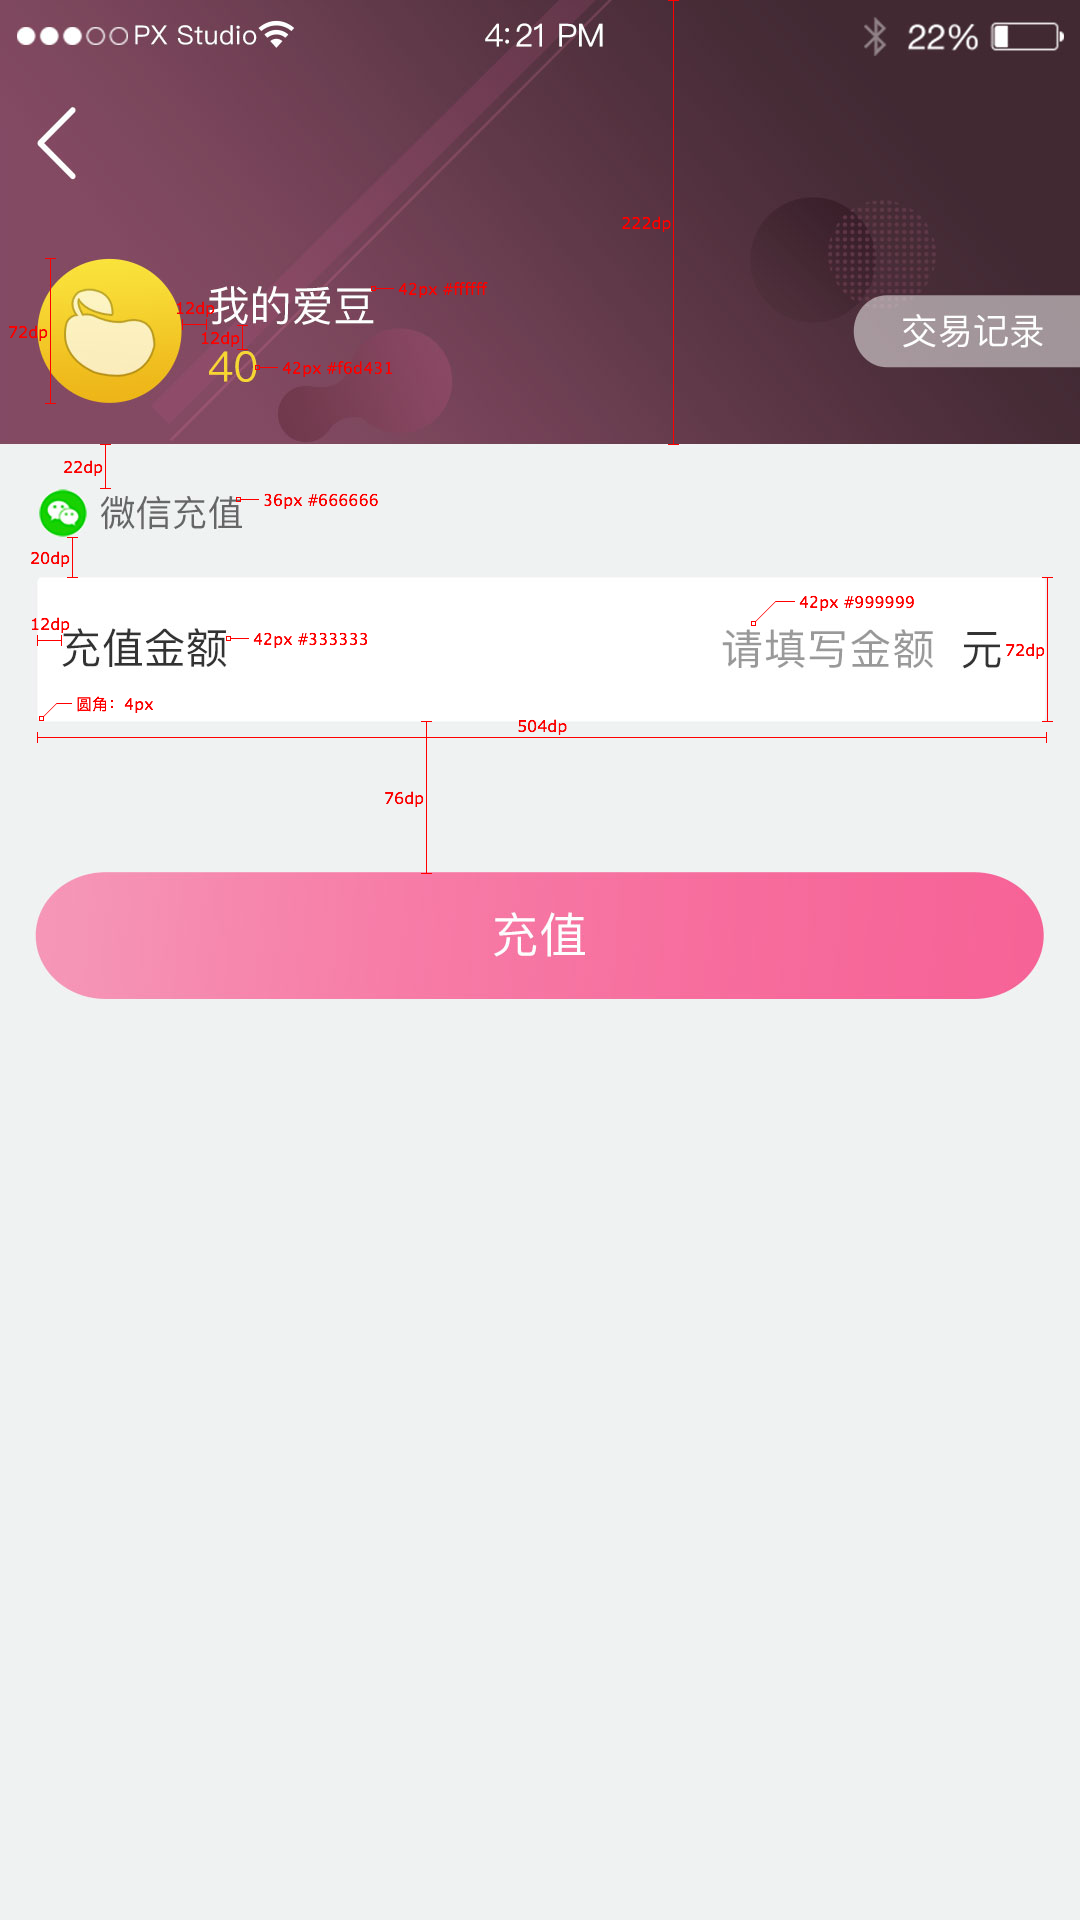 PX Studio 4:21 PM 22%
222dp
我的爱豆 42px #ffffff
12dp
72dp
12dp
交易记录
40 42px #f6d431
22dp
微信充值 36px #666666
20dp
42px #999999
12dp
充值金额 42px #333333
请填写金额 元 72dp
圆角：4px
504dp
76dp
充值